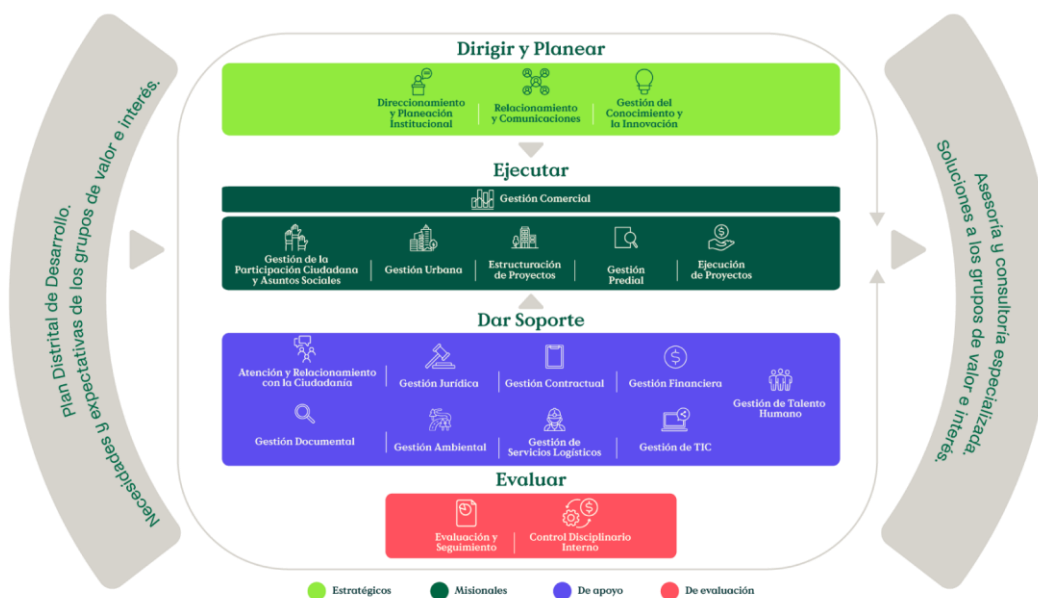 Plan Distrital de Desarrollo.
Necesidades y expectativas de los grupos de valor e interés.
Dirigir y Planear
Direccionamiento
y Planeación
Institucional
Relacionamiento
y Comunicaciones
Gestión del
Conocimiento y
la Innovación
Ejecutar
Gestión Comercial
Gestión de la
Participación Ciudadana
y Asuntos Sociales
Gestión Urbana
Estructuración
de Proyectos
Gestión
Predial
Ejecución
de Proyectos
Dar Soporte
Atención y Relacionamiento
con la Ciudadanía
Gestión Jurídica
Gestión Contractual
Gestión Financiera
Gestión de Talento
Humano
Gestión Documental
Gestión Ambiental
Gestión de
Servicios Logísticos
Gestión de TIC
Evaluar
Evaluación y
Seguimiento
Control Disciplinario
Interno
Asesoría y consultoría especializada.
Soluciones a los grupos de valor e interés.
Estratégicos
Misionales
De apoyo
De evaluación